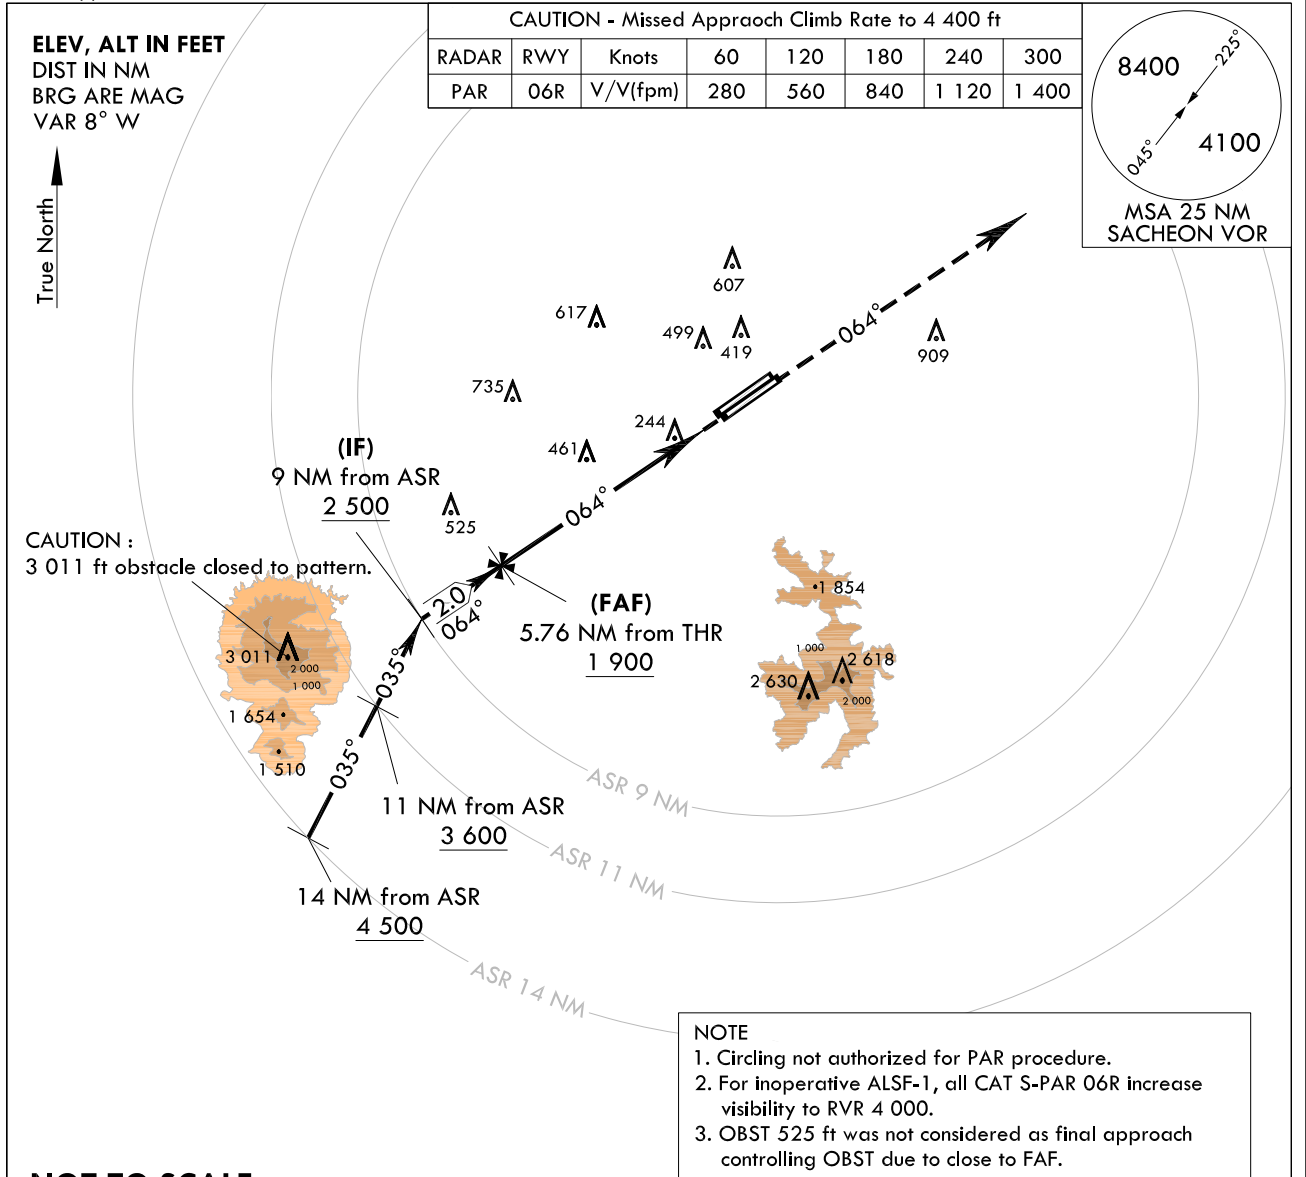 CAUTION - Missed Appraoch Climb Rate to 4 400 ft
RADAR RWY Knots 60 120 180 240 300
PAR 06R V/V(fpm) 280 560 840 1 120 1 400
ELEV, ALT IN FEET
DIST IN NM
BRG ARE MAG
VAR 8° W
True North
8400
225°
045°
4100
MSA 25 NM
SACHEON VOR
607
617
499
419
064°
909
735
244
461
(IF)
9 NM from ASR
2 500
525
064°
CAUTION :
3 011 ft obstacle closed to pattern.
2.0
064°
(FAF)
5.76 NM from THR
1 900
1 854
3 011
2 000
1 000
1 654
1 510
035°
035°
1 000
2 618
2 630
2 000
11 NM from ASR
3 600
14 NM from ASR
4 500
ASR 9 NM
ASR 11 NM
ASR 14 NM
NOTE
1. Circling not authorized for PAR procedure.
2. For inoperative ALSF-1, all CAT S-PAR 06R increase
visibility to RVR 4 000.
3. OBST 525 ft was not considered as final approach
controlling OBST due to close to FAF.
NOT TO SCALE